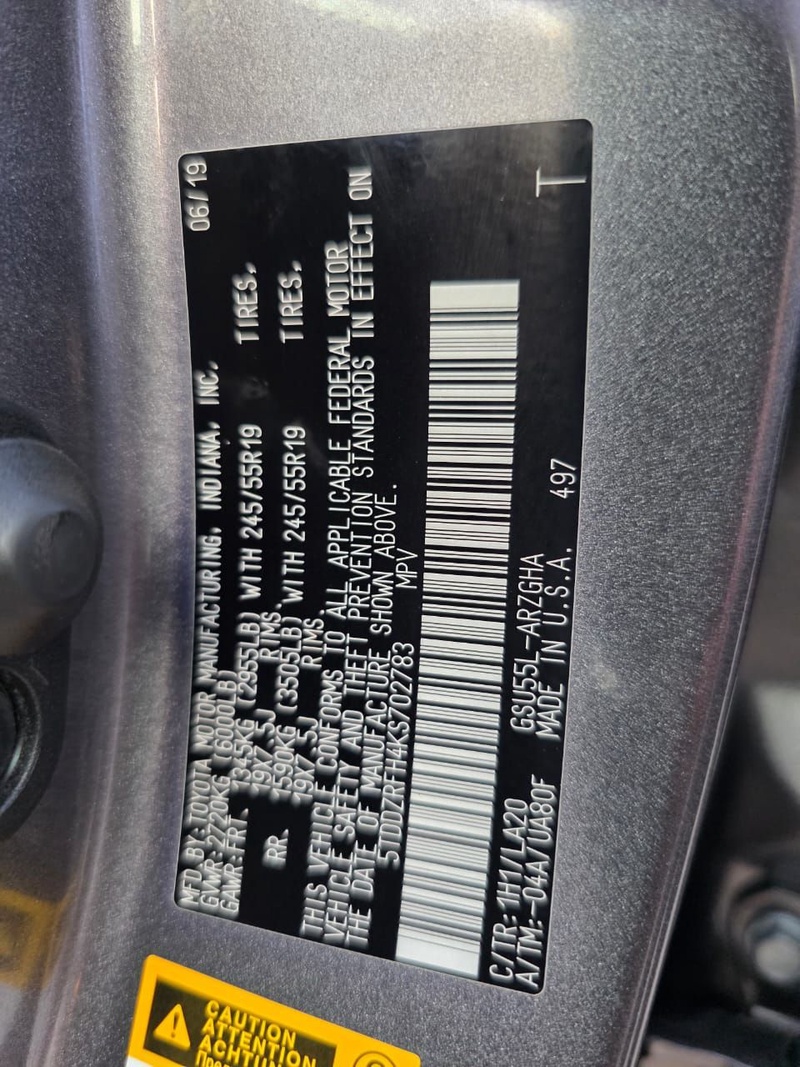 MFD.BY:TOYOTA MOTOR MANUFACTURING, INDIANA, INC. 06/19
GVWR:2720KG (6000LB)
GAWR:FRT. 1345KG (2955LB) WITH 245/55R19 TIRES,
19X7.5J RIMS.
RR. 1590KG (3505LB) WITH 245/55R19 TIRES,
19X7.5J RIMS.
THIS VEHICLE CONFORMS TO ALL APPLICABLE FEDERAL MOTOR
VEHICLE SAFETY AND THEFT PREVENTION STANDARDS IN EFFECT ON
THE DATE OF MANUFACTURE SHOWN ABOVE.
5TDDZRFH4KS702783 MPV
C/TR:1H1/LA20 GSU55L-ARZGHA
A/TM:-04A/UA80F MADE IN U.S.A. 497
T
CAUTION
ATTENTION
ACHTUNG